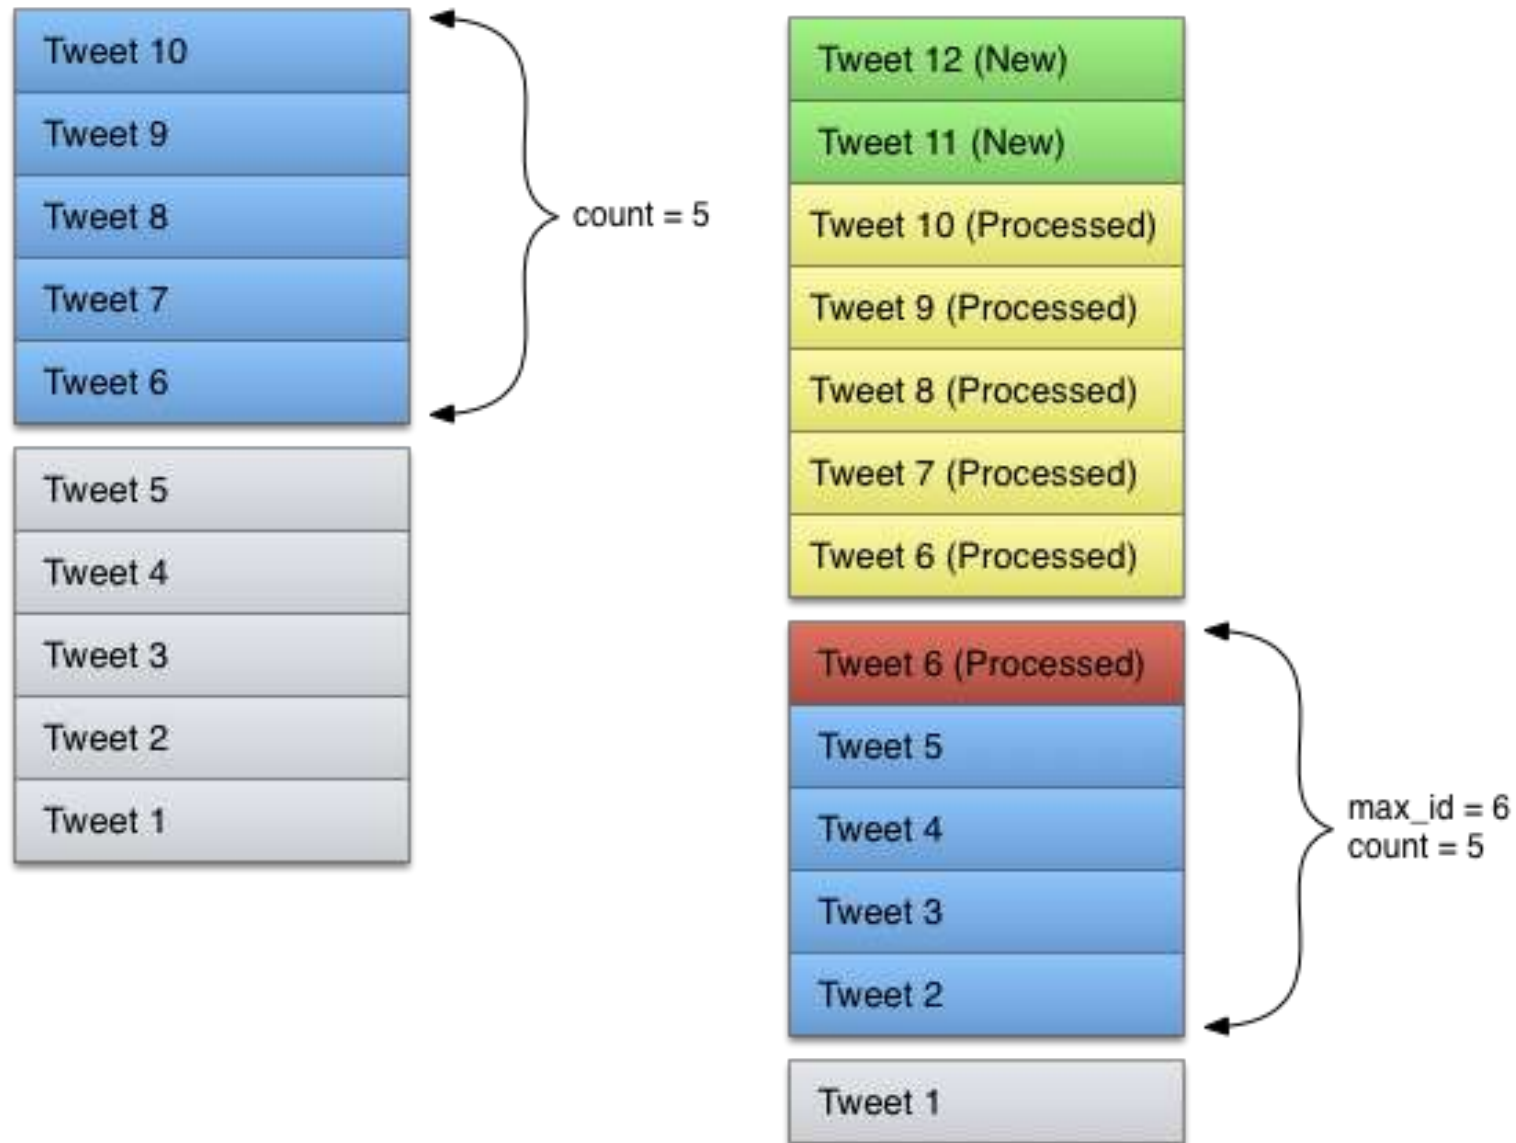 Tweet 10
Tweet 9
Tweet 8
Tweet 7
Tweet 6
count = 5
Tweet 5
Tweet 4
Tweet 3
Tweet 2
Tweet 1
Tweet 12 (New)
Tweet 11 (New)
Tweet 10 (Processed)
Tweet 9 (Processed)
Tweet 8 (Processed)
Tweet 7 (Processed)
Tweet 6 (Processed)
Tweet 6 (Processed)
Tweet 5
Tweet 4
Tweet 3
Tweet 2
max_id = 6
count = 5
Tweet 1